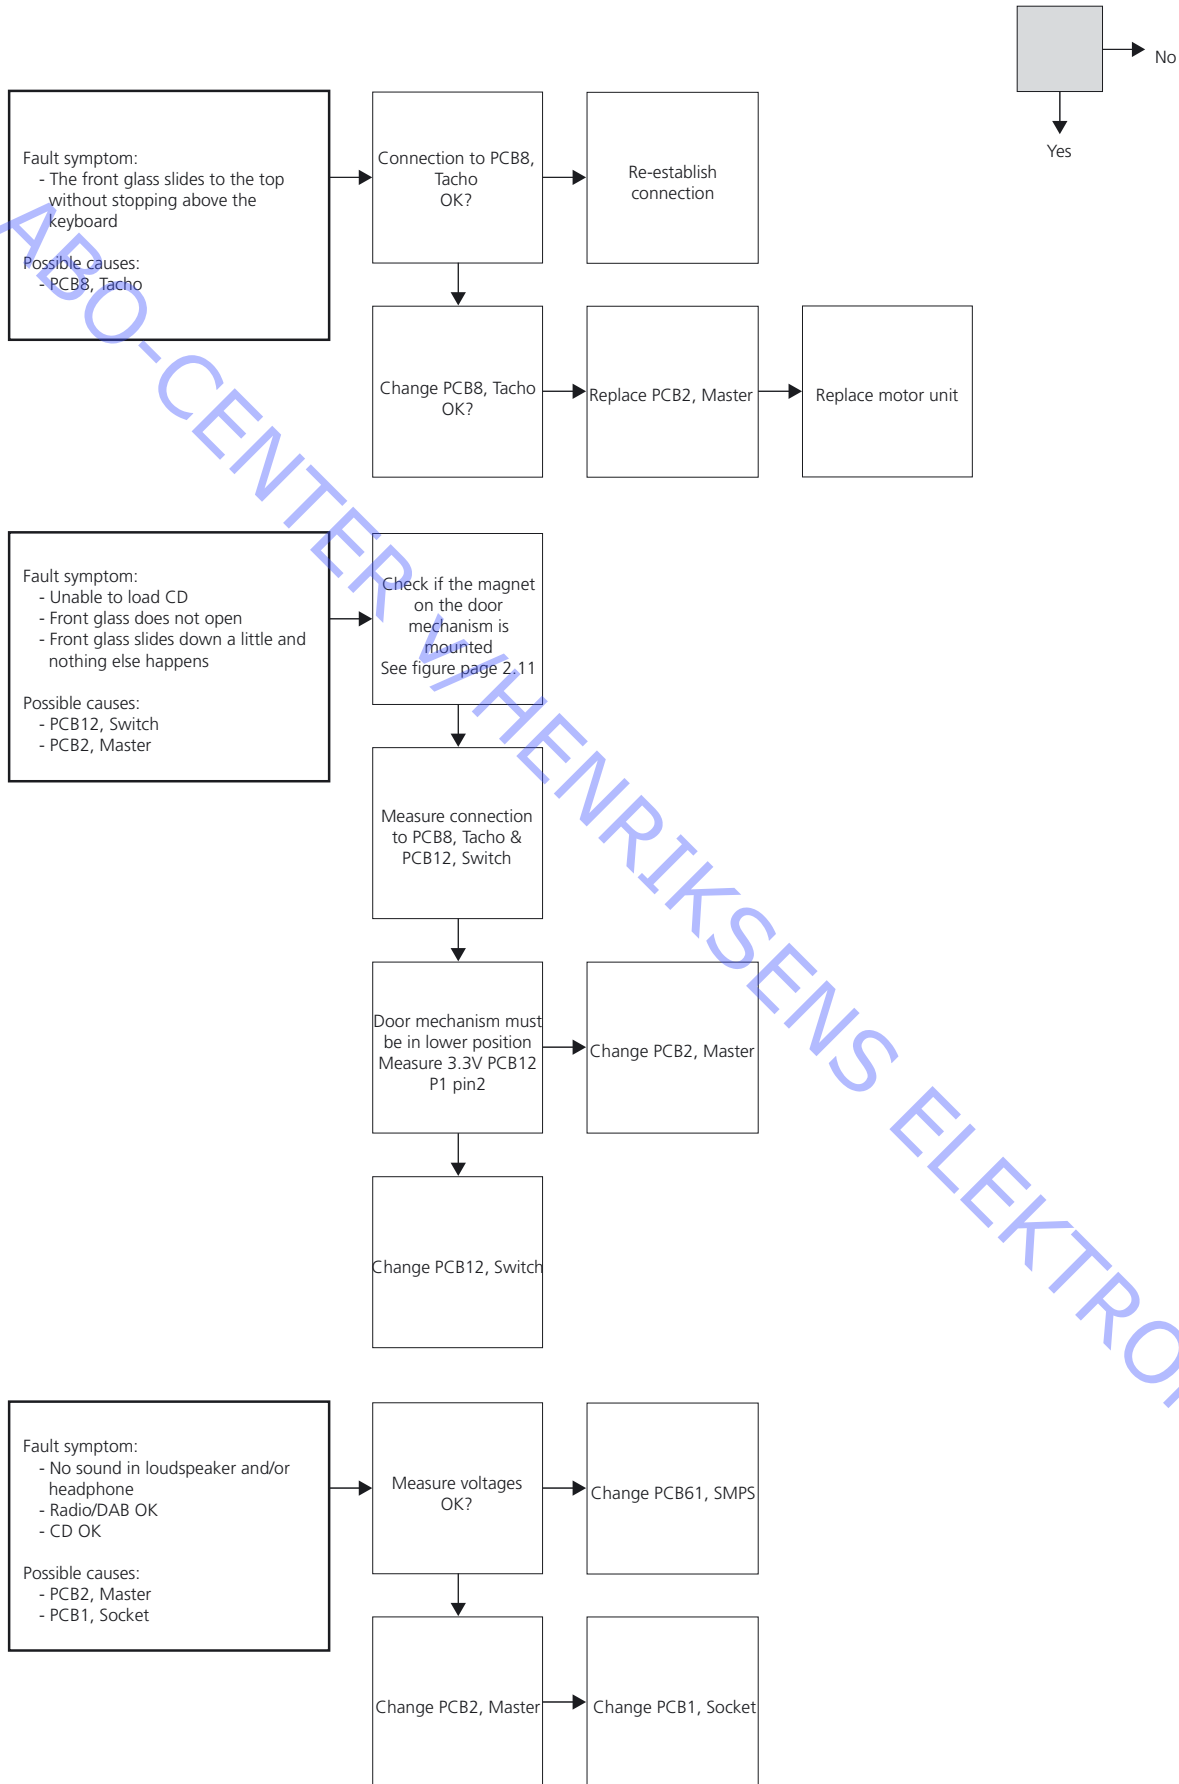 No
Yes
Fault symptom:
- The front glass slides to the top
without stopping above the
keyboard
Possible causes:
- PCB8, Tacho
Connection to PCB8,
Tacho
OK?
Re-establish
connection
Change PCB8, Tacho
OK?
Replace PCB2, Master
Replace motor unit
Fault symptom:
- Unable to load CD
- Front glass does not open
- Front glass slides down a little and
nothing else happens
Possible causes:
- PCB12, Switch
- PCB2, Master
Check if the magnet
on the door
mechanism is
mounted
See figure page 2.11
Measure connection
to PCB8, Tacho &
PCB12, Switch
Door mechanism must
be in lower position
Measure 3.3V PCB12
P1 pin2
Change PCB2, Master
Change PCB12, Switch
Fault symptom:
- No sound in loudspeaker and/or
headphone
- Radio/DAB OK
- CD OK
Possible causes:
- PCB2, Master
- PCB1, Socket
Measure voltages
OK?
Change PCB61, SMPS
Change PCB2, Master
Change PCB1, Socket
ABO-CENTER v/HENRIKSENS ELEKTRO